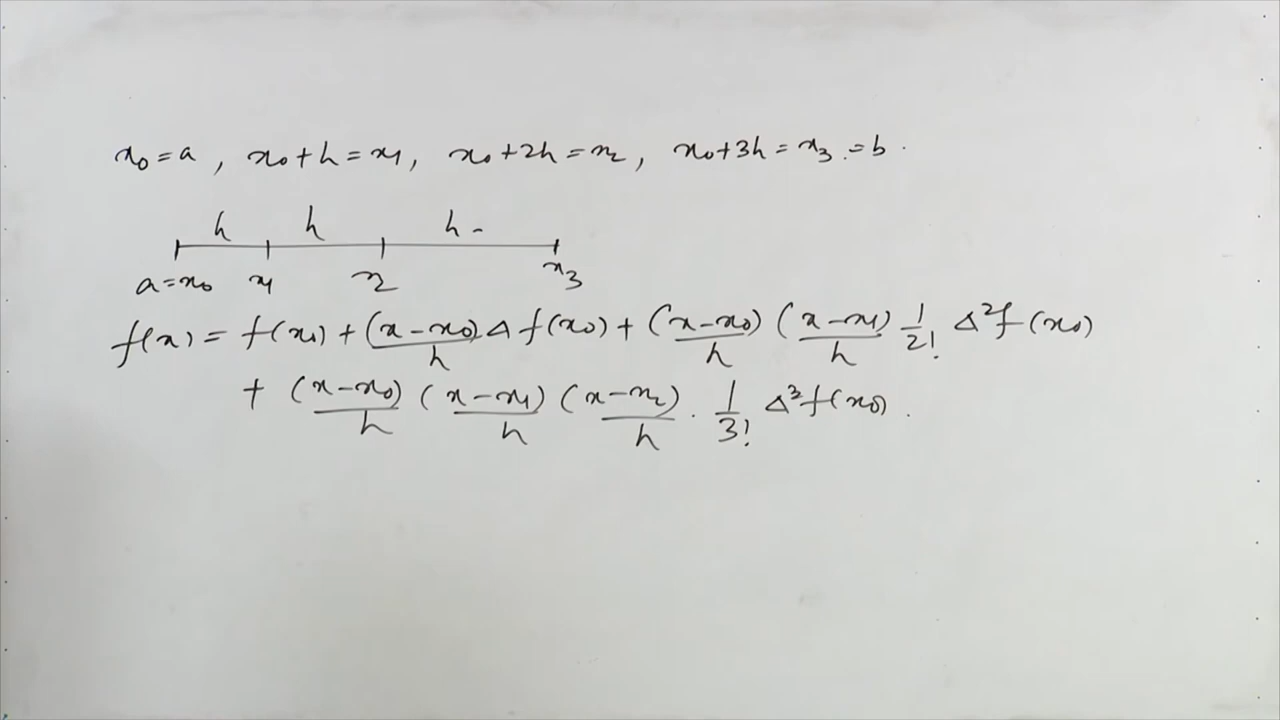 x₀ = a , x₀ + h = x₁, x₀ + 2h = x₂, x₀ + 3h = x₃ . = b .
h h h -
a = x₀ x₁ x₂ x₃
f(x) = f(x₀) + (x - x₀)/h Δ f(x₀) + (x - x₀)/h (x - x₁)/h 1/2! Δ²f(x₀)
+ (x - x₀)/h (x - x₁)/h (x - x₂)/h . 1/3! Δ³f(x₀) .